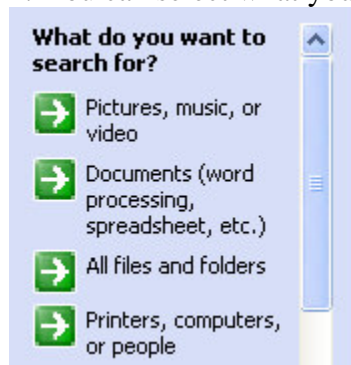 What do you want to
search for?
Pictures, music, or
video
Documents (word
processing,
spreadsheet, etc.)
All files and folders
Printers, computers,
or people